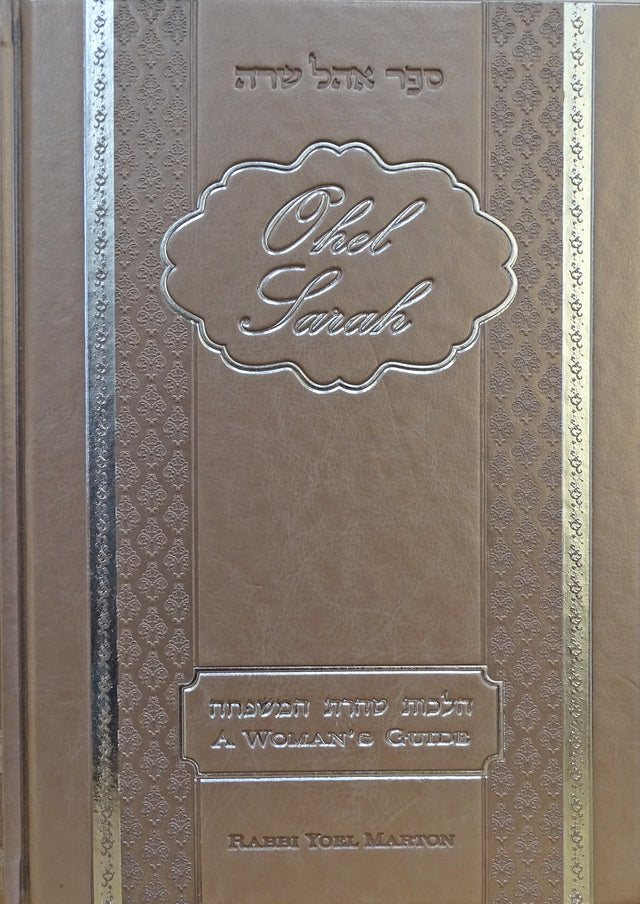 ספר אהל שרה
Ohel
Sarah
הלכות טהרת המשפחה
A Woman's Guide
Rabbi Yoel Marton